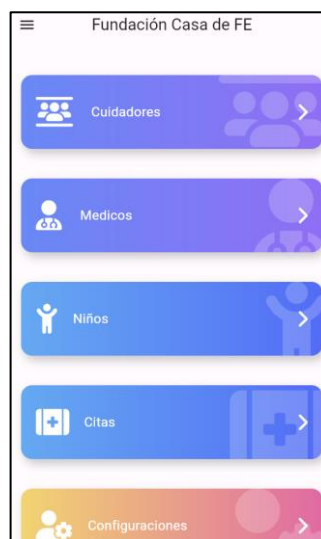 Fundación Casa de FE
Cuidadores
Medicos
Niños
Citas
Configuraciones